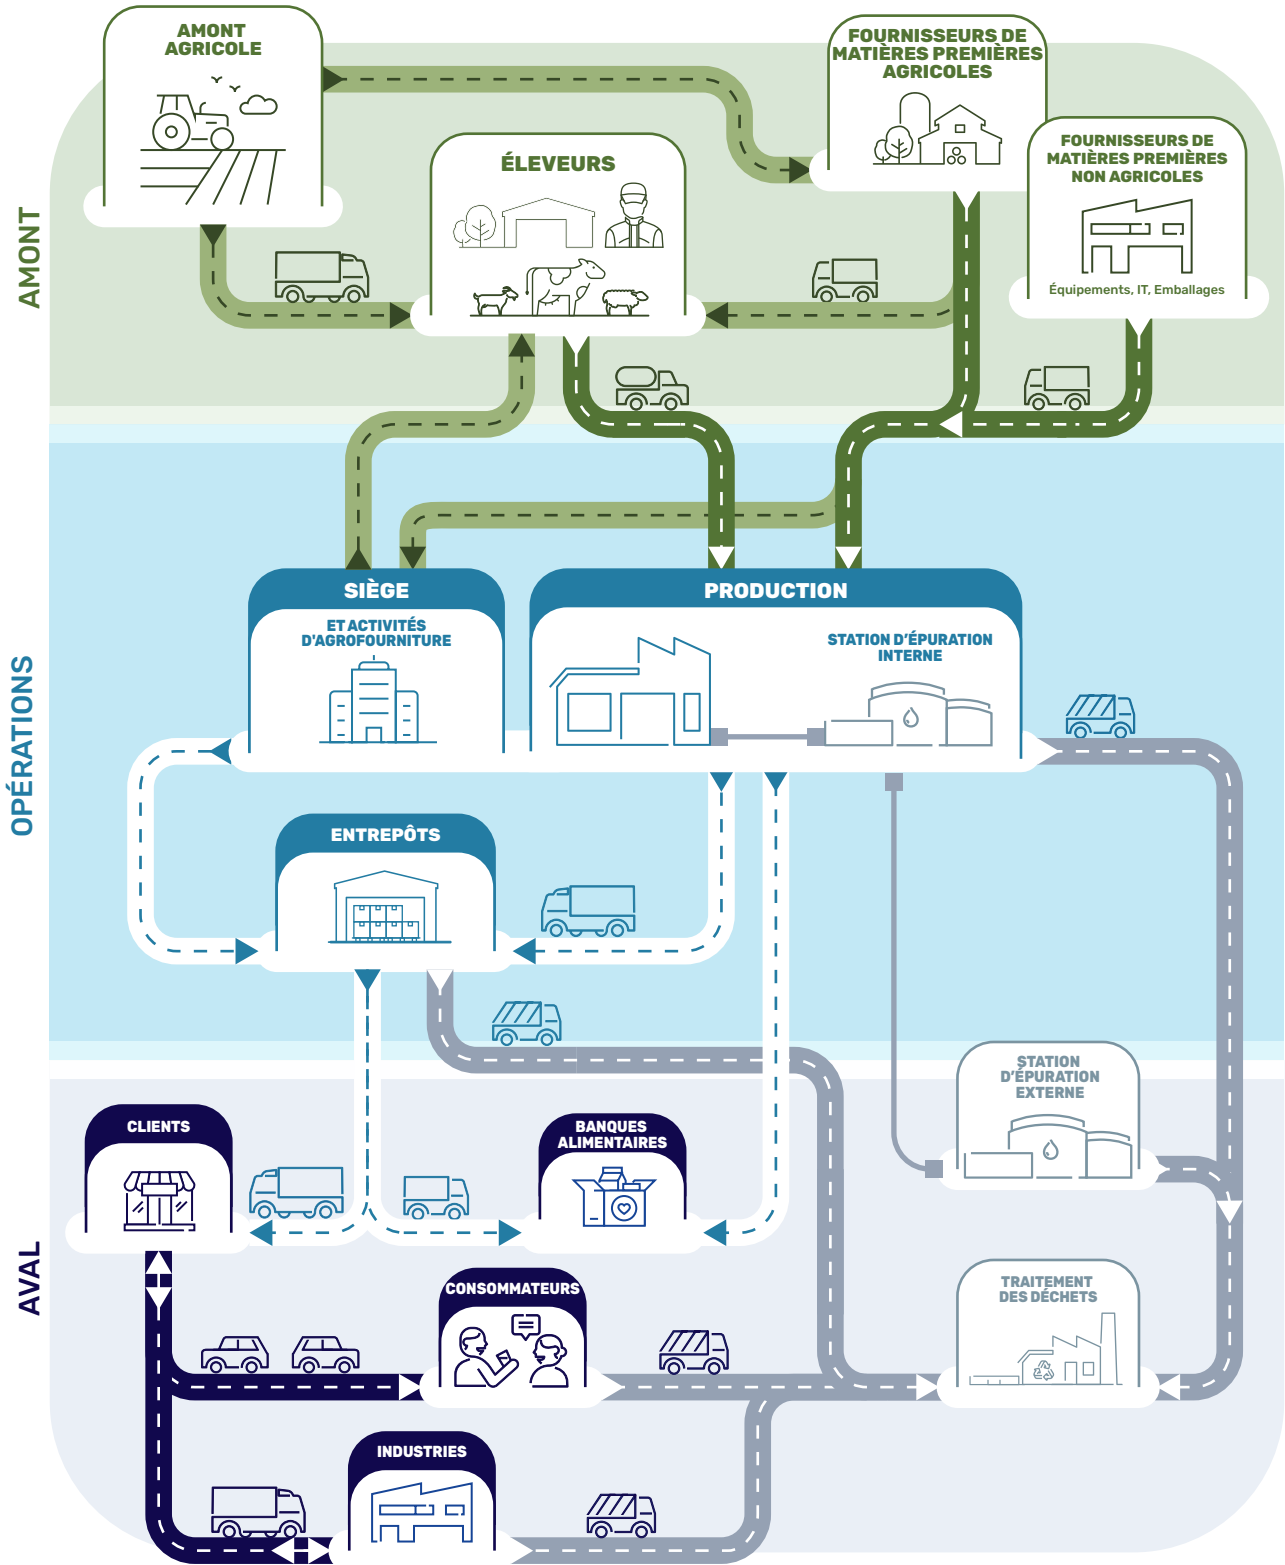 AMONT
AMONT
AGRICOLE
FOURNISSEURS DE
MATIÈRES PREMIÈRES
AGRICOLES
ÉLEVEURS
FOURNISSEURS DE
MATIÈRES PREMIÈRES
NON AGRICOLES
Équipements, IT, Emballages
OPÉRATIONS
SIÈGE
ET ACTIVITÉS
D'AGROFOURNITURE
PRODUCTION
STATION D'ÉPURATION
INTERNE
ENTREPÔTS
AVAL
STATION
D'ÉPURATION
EXTERNE
CLIENTS
BANQUES
ALIMENTAIRES
CONSOMMATEURS
TRAITEMENT
DES DÉCHETS
INDUSTRIES